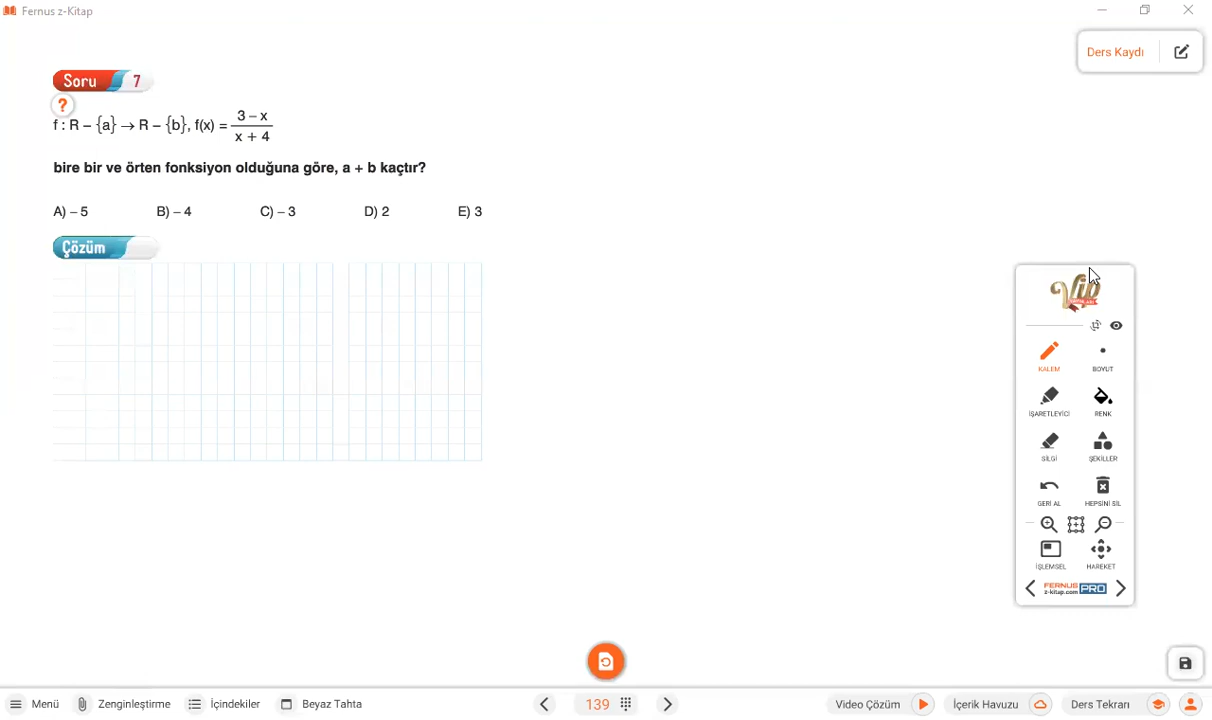 Fernus z-Kitap
Ders Kaydı
Soru 7
?
f : R – {a} → R – {b}, f(x) = 3 – x / x + 4
bire bir ve örten fonksiyon olduğuna göre, a + b kaçtır?
A) – 5 B) – 4 C) – 3 D) 2 E) 3
Çözüm
Vip
KALEM BOYUT
İŞARETLEYİCİ RENK
SİLGİ ŞEKİLLER
GERİ AL HEPSİNİ SİL
İŞLEMSEL HAREKET
FERNUS
z-kitap.com PRO
Menü Zenginleştirme İçindekiler Beyaz Tahta 139 Video Çözüm İçerik Havuzu Ders Tekrarı